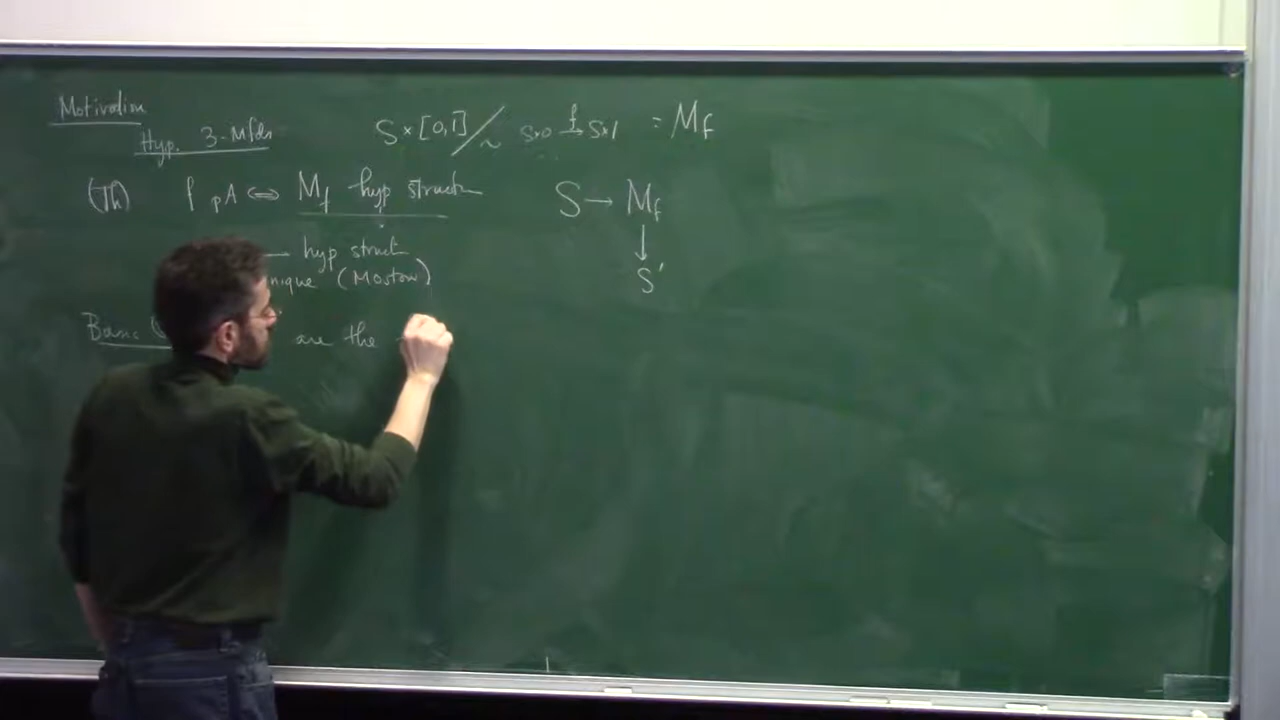 Motivation
Hyp. 3-Mfds
S × [0,1] / ~ S×0 →f S×1 = M_f
(Th) f pA ⇔ M_f hyp struct
S → M_f
↓
S'
— hyp struct
nique (Mostow)
are the